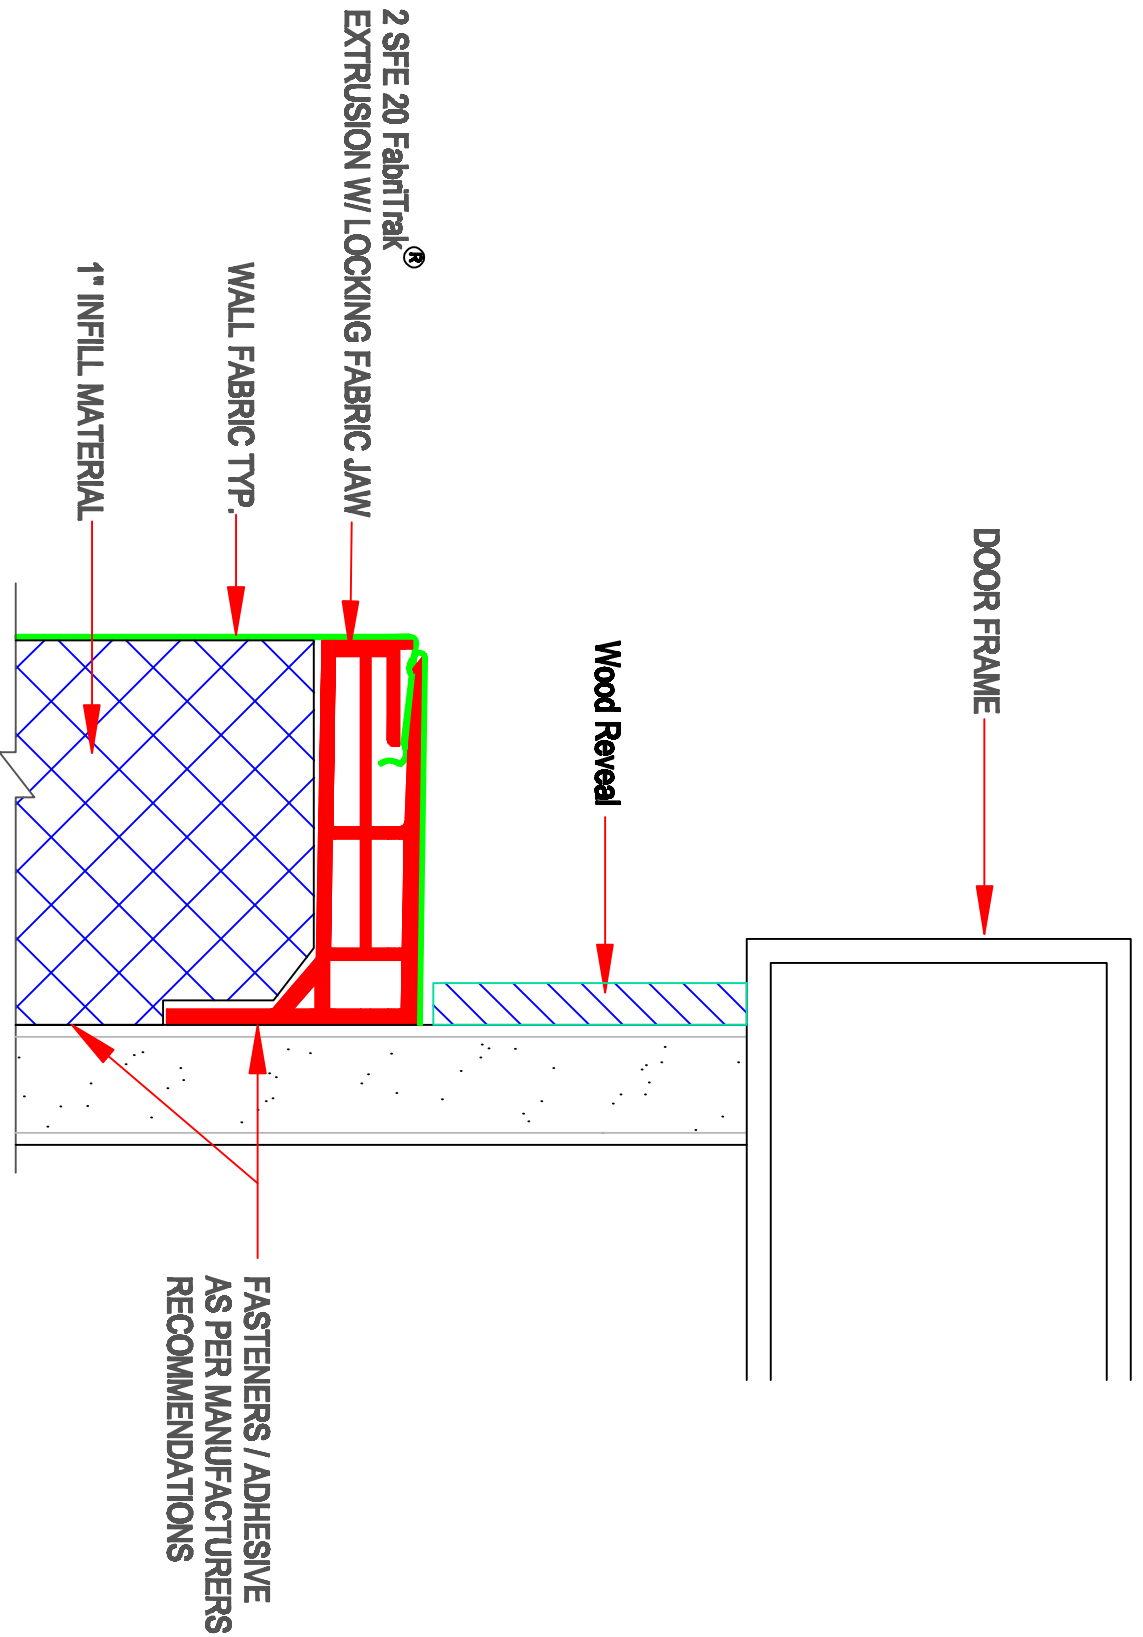 DOOR FRAME
Wood Reveal
2 SFE 20 FabriTrak®
EXTRUSION W/ LOCKING FABRIC JAW
WALL FABRIC TYP.
1" INFILL MATERIAL
FASTENERS / ADHESIVE
AS PER MANUFACTURERS
RECOMMENDATIONS